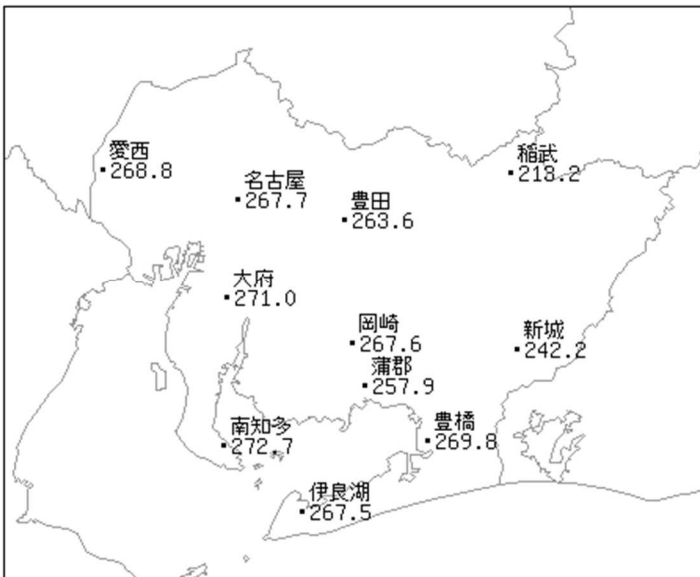 愛西
268.8
稲武
213.2
名古屋
267.7
豊田
263.6
大府
271.0
岡崎
267.6
新城
242.2
蒲郡
257.9
南知多
272.7
豊橋
269.8
伊良湖
267.5